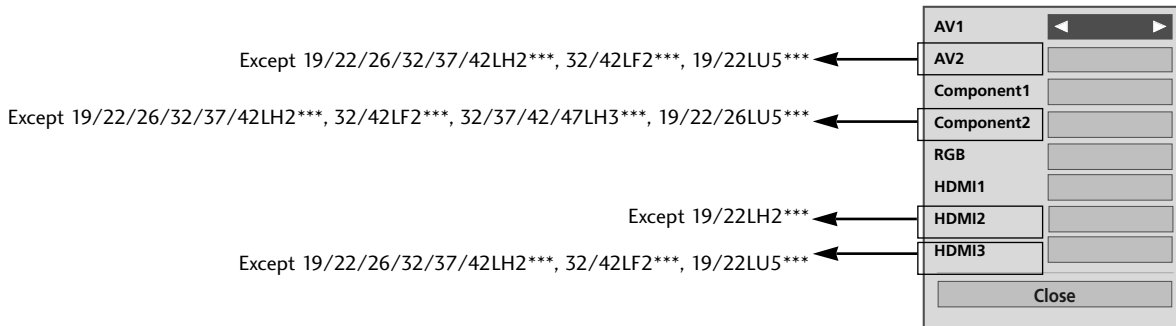 AV1
Except 19/22/26/32/37/42LH2***, 32/42LF2***, 19/22LU5***
AV2
Component1
Except 19/22/26/32/37/42LH2***, 32/42LF2***, 32/37/42/47LH3***, 19/22/26LU5***
Component2
RGB
HDMI1
Except 19/22LH2***
HDMI2
Except 19/22/26/32/37/42LH2***, 32/42LF2***, 19/22LU5***
HDMI3
Close